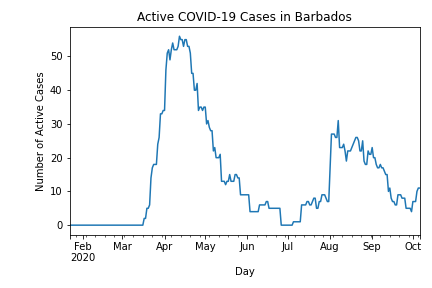 Active COVID-19 Cases in Barbados
Number of Active Cases
50
40
30
20
10
0
Feb Mar Apr May Jun Jul Aug Sep Oct
2020
Day